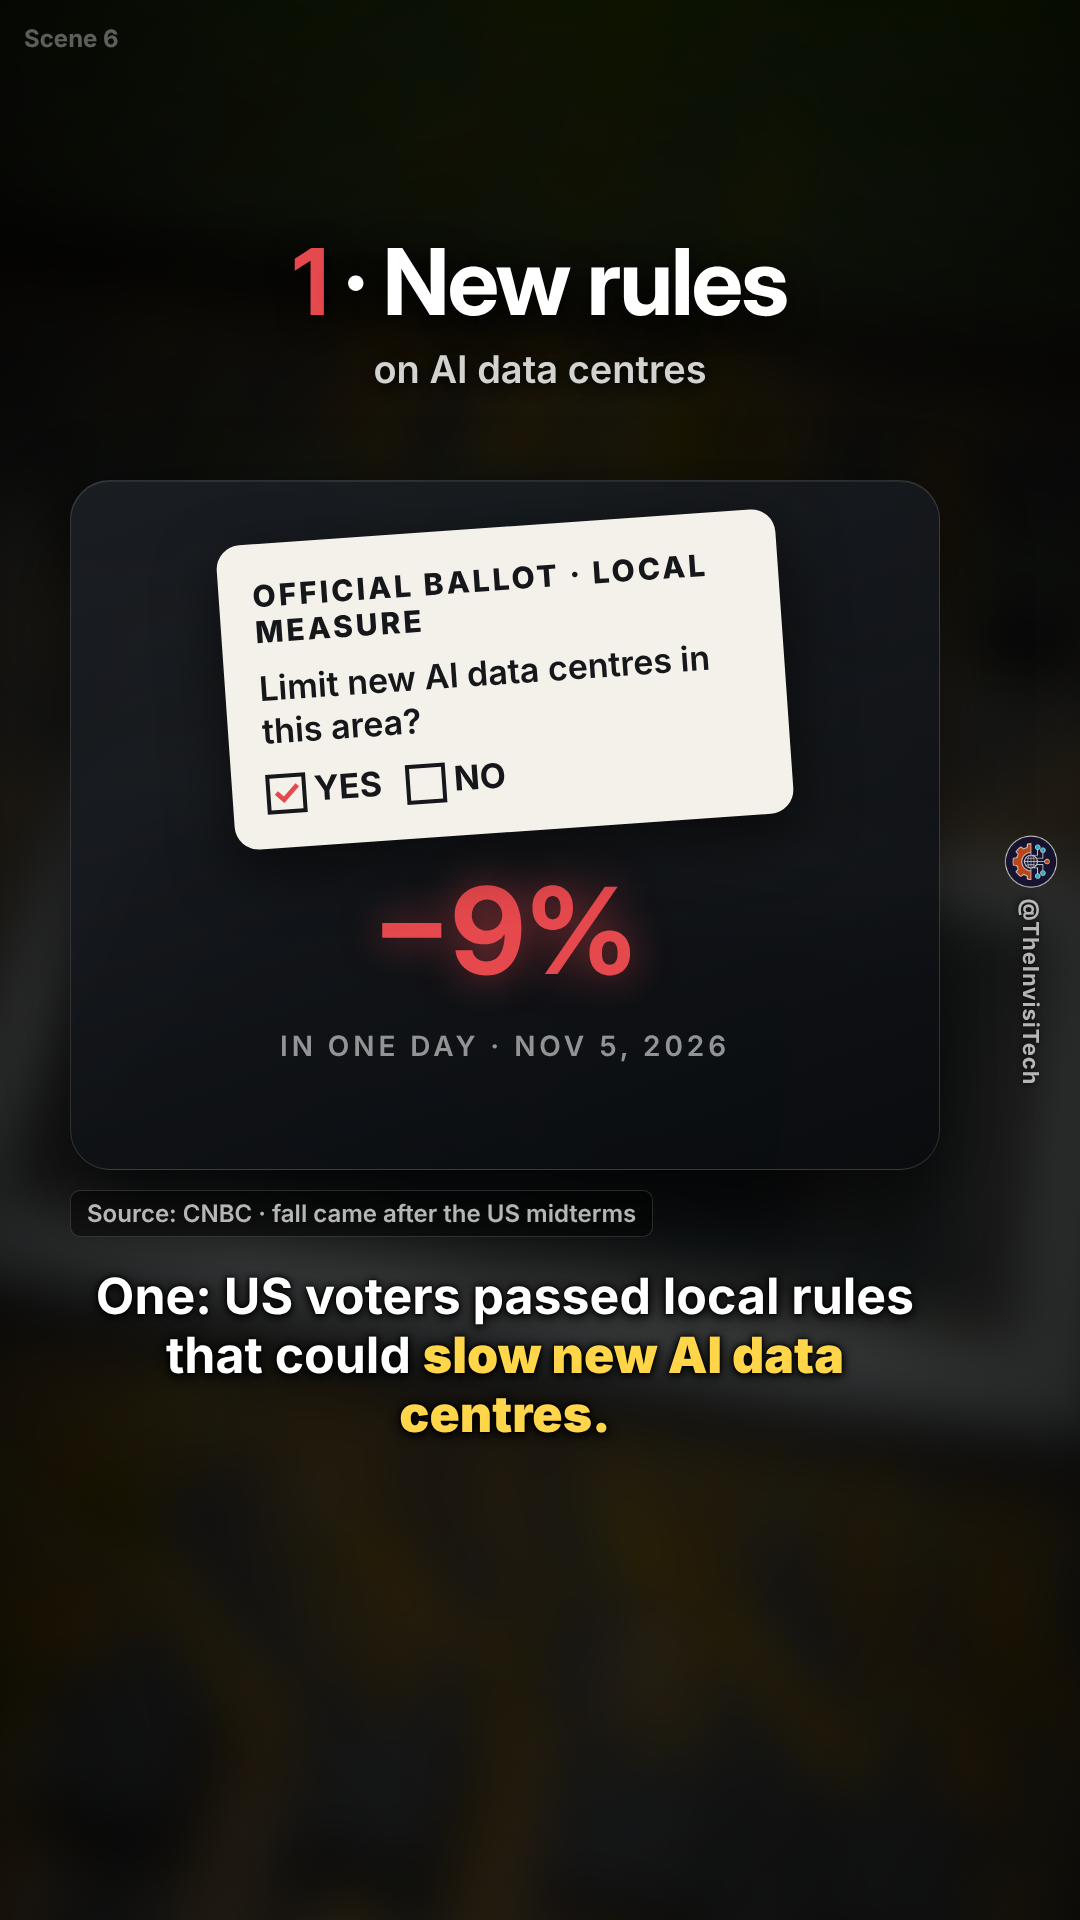 Scene 6
1 · New rules
on AI data centres
OFFICIAL BALLOT · LOCAL
MEASURE
Limit new AI data centres in
this area?
YES NO
−9%
IN ONE DAY · NOV 5, 2026
@TheInvisiTech
Source: CNBC · fall came after the US midterms
One: US voters passed local rules
that could slow new AI data
centres.